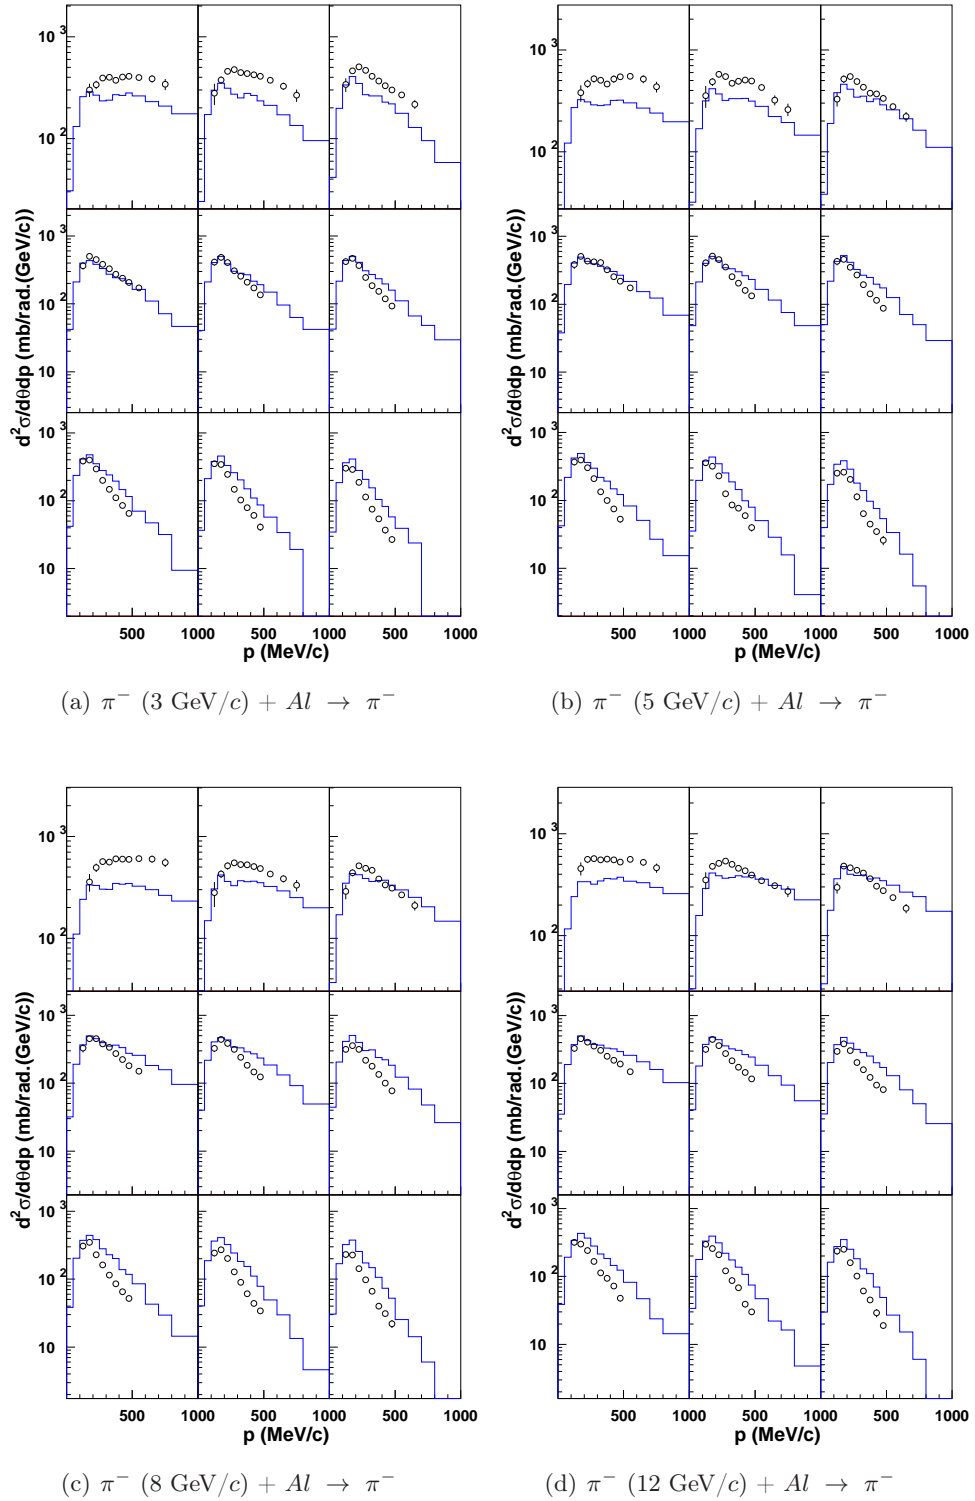 10³
10²
d²σ/dθdp (mb/rad.(GeV/c))
10³
10²
10
10³
10²
10
500 1000 500 1000 500 1000
p (MeV/c)
(a) π⁻ (3 GeV/c) + Al → π⁻
10³
10²
d²σ/dθdp (mb/rad.(GeV/c))
10³
10²
10
10³
10²
10
500 1000 500 1000 500 1000
p (MeV/c)
(b) π⁻ (5 GeV/c) + Al → π⁻
10³
10²
d²σ/dθdp (mb/rad.(GeV/c))
10³
10²
10
10³
10²
10
500 1000 500 1000 500 1000
p (MeV/c)
(c) π⁻ (8 GeV/c) + Al → π⁻
10³
10²
d²σ/dθdp (mb/rad.(GeV/c))
10³
10²
10
10³
10²
10
500 1000 500 1000 500 1000
p (MeV/c)
(d) π⁻ (12 GeV/c) + Al → π⁻